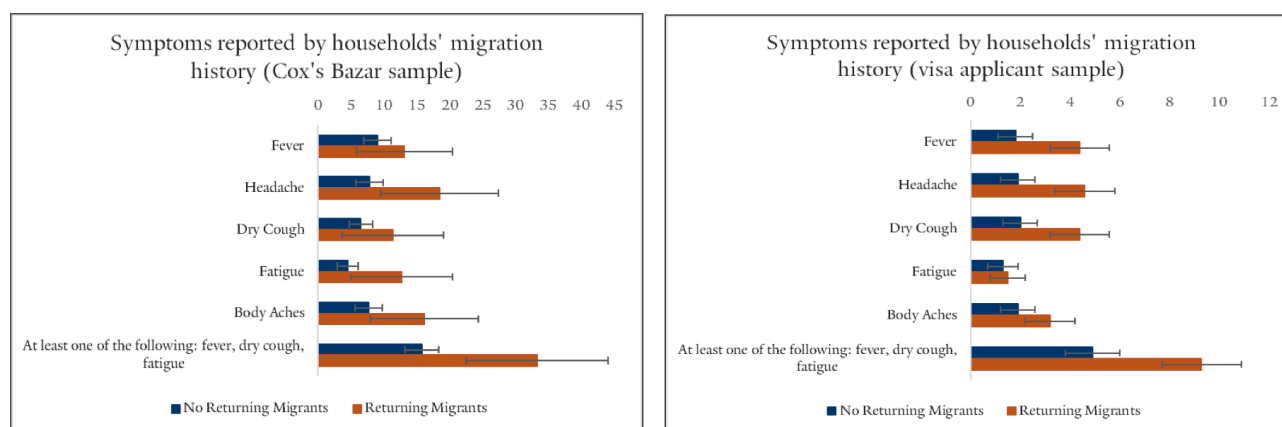 Symptoms reported by households' migration
history (Cox's Bazar sample)
0 5 10 15 20 25 30 35 40 45
Fever
Headache
Dry Cough
Fatigue
Body Aches
At least one of the following: fever, dry cough,
fatigue
No Returning Migrants Returning Migrants
Symptoms reported by households' migration
history (visa applicant sample)
0 2 4 6 8 10 12
Fever
Headache
Dry Cough
Fatigue
Body Aches
At least one of the following: fever, dry cough,
fatigue
No Returning Migrants Returning Migrants